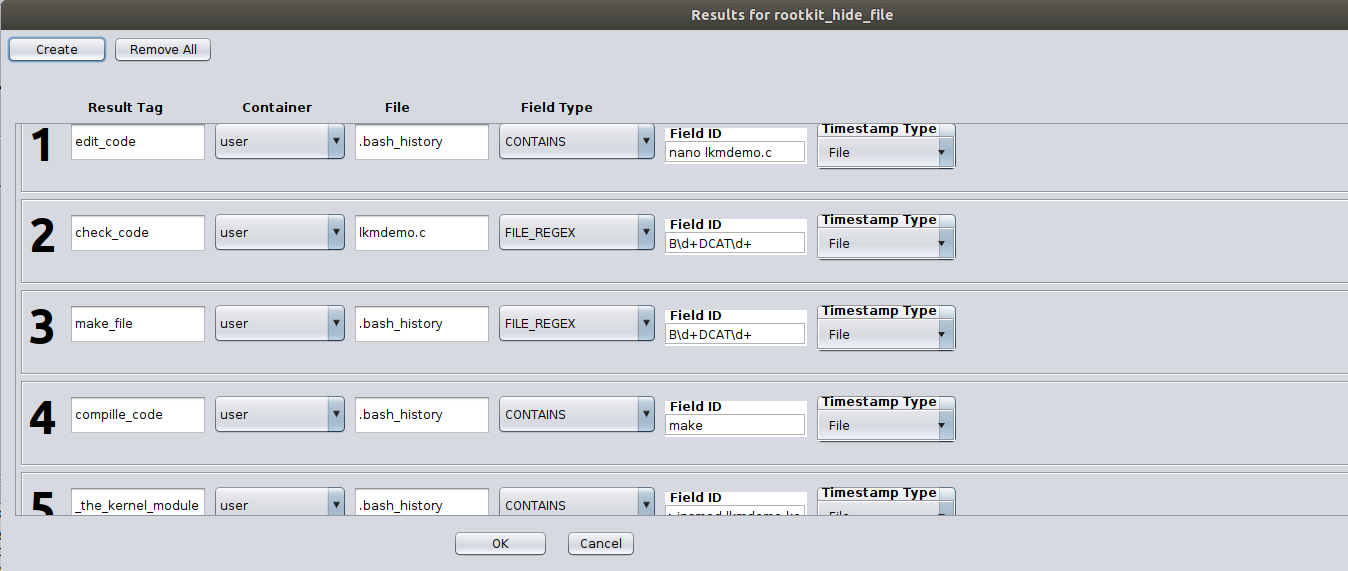 Results for rootkit_hide_file
Create Remove All
Result Tag Container File Field Type
1 edit_code user .bash_history CONTAINS Field ID nano lkmdemo.c Timestamp Type File
2 check_code user lkmdemo.c FILE_REGEX Field ID B\d+DCAT\d+ Timestamp Type File
3 make_file user .bash_history FILE_REGEX Field ID B\d+DCAT\d+ Timestamp Type File
4 compille_code user .bash_history CONTAINS Field ID make Timestamp Type File
5 _the_kernel_module user .bash_history CONTAINS Field ID Timestamp Type File
OK Cancel